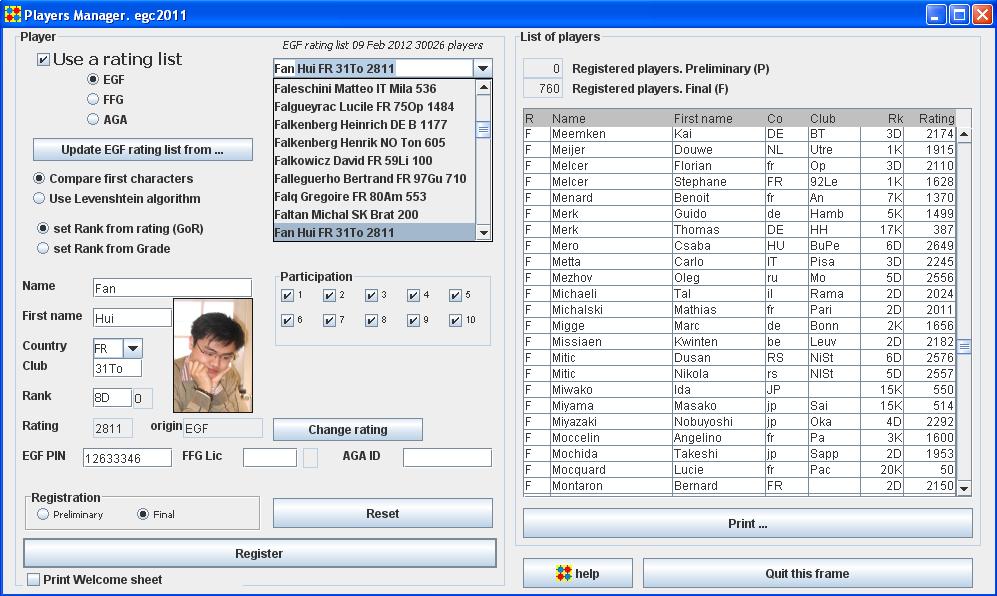 Players Manager. egc2011
Player
Use a rating list
EGF
FFG
AGA
Update EGF rating list from ...
Compare first characters
Use Levenshtein algorithm
set Rank from rating (GoR)
set Rank from Grade
EGF rating list 09 Feb 2012 30026 players
Fan Hui FR 31To 2811
Faleschini Matteo IT Mila 536
Falgueyrac Lucile FR 75Op 1484
Falkenberg Heinrich DE B 1177
Falkenberg Henrik NO Ton 605
Falkowicz David FR 59Li 100
Falleguerho Bertrand FR 97Gu 710
Falq Gregoire FR 80Am 553
Faltan Michal SK Brat 200
Fan Hui FR 31To 2811
Name Fan
First name Hui
Country FR
Club 31To
Rank 8D 0
Rating 2811 origin EGF
Change rating
EGF PIN 12633346 FFG Lic AGA ID
Participation
1 2 3 4 5
6 7 8 9 10
Registration
Preliminary Final
Reset
Register
Print Welcome sheet
List of players
0 Registered players. Preliminary (P)
760 Registered players. Final (F)
R Name First name Co Club Rk Rating
F Meemken Kai DE BT 3D 2174
F Meijer Douwe NL Utre 1K 1915
F Melcer Florian fr Op 3D 2110
F Melcer Stephane FR 92Le 1K 1628
F Menard Benoit fr An 7K 1370
F Merk Guido de Hamb 5K 1499
F Merk Thomas DE HH 17K 387
F Mero Csaba HU BuPe 6D 2649
F Metta Carlo IT Pisa 3D 2245
F Mezhov Oleg ru Mo 5D 2556
F Michaeli Tal il Rama 2D 2024
F Michalski Mathias fr Pari 2D 2011
F Migge Marc de Bonn 2K 1656
F Missiaen Kwinten be Leuv 2D 2182
F Mitic Dusan RS NiSt 6D 2576
F Mitic Nikola rs NISt 5D 2557
F Miwako Ida JP 15K 550
F Miyama Masako jp Sai 15K 514
F Miyazaki Nobuyoshi jp Oka 4D 2292
F Moccelin Angelino fr Pa 3K 1600
F Mochida Takeshi jp Sapp 2D 1953
F Mocquard Lucie fr Pac 20K 50
F Montaron Bernard FR 2D 2150
Print ...
help
Quit this frame